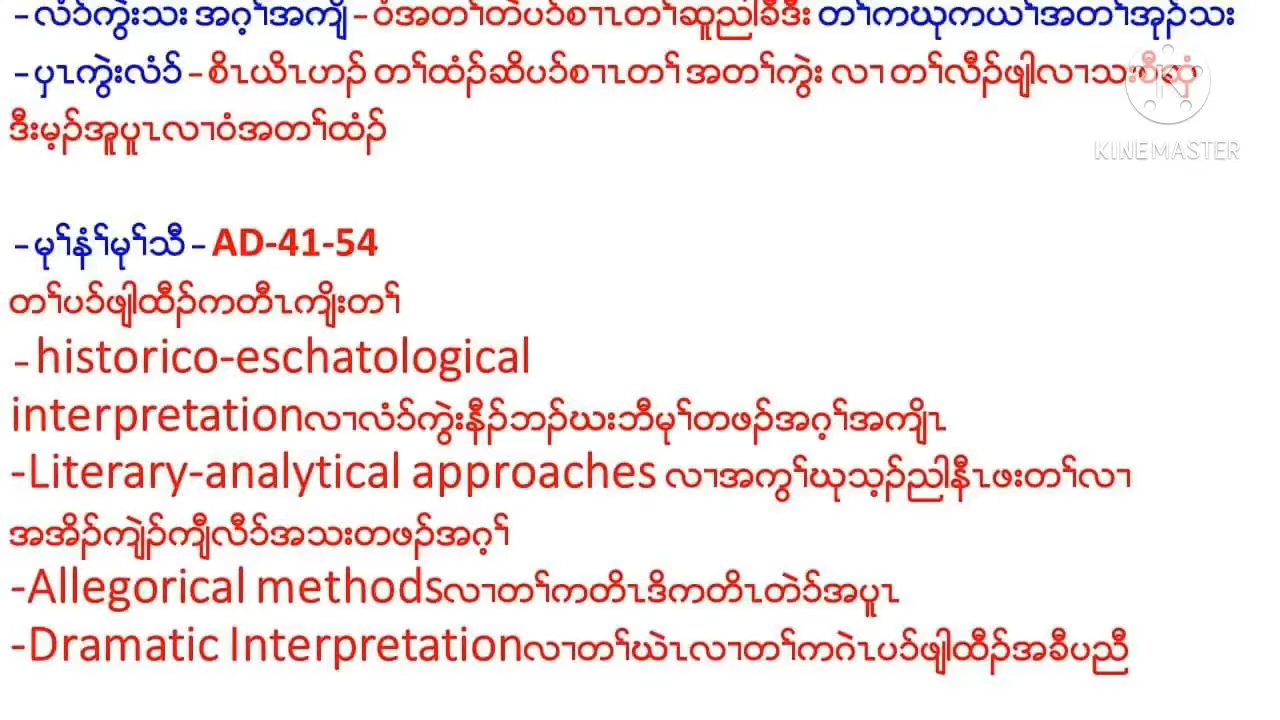 – လံာ်ကွဲးသး အဂ့ၢ်အကျိ – ဝံအတၢ်တဲပာ်စၢၤတၢ်ဆူညါခီဒီး တၢ်ကဃုကယၢ်အတၢ်အုၣ်သး
– ပှၤကွဲးလံာ် – စိၤယိၤဟၣ် တၢ်ထံၣ်ဆိပာ်စၢၤတၢ် အတၢ်ကွဲး လၢ တၢ်လီၣ်ဖျါလၢသးစီဆှံ
ဒီးမ့ၣ်အူပူၤလၢဝံအတၢ်ထံၣ်
KINEMASTER
– မုၢ်နံၢ်မုၢ်သီ – AD-41-54
တၢ်ပာ်ဖျါထီၣ်ကတီၤကျိးတၢ်
– historico-eschatological
interpretationလၢလံာ်ကွဲးနီၣ်ဘၣ်ဃးဘီမုၢ်တဖၣ်အဂ့ၢ်အကျိၤ
-Literary-analytical approaches လၢအကွၢ်ဃုသ့ၣ်ညါနီၤဖးတၢ်လၢ
အအိၣ်ကျဲၣ်ကျီလီာ်အသးတဖၣ်အဂ့ၢ်
-Allegorical methodsလၢတၢ်ကတိၤဒိကတိၤတဲာ်အပူၤ
-Dramatic Interpretationလၢတၢ်ဃဲၤလၢတၢ်ကဂဲၤပာ်ဖျါထီၣ်အခီပညီ